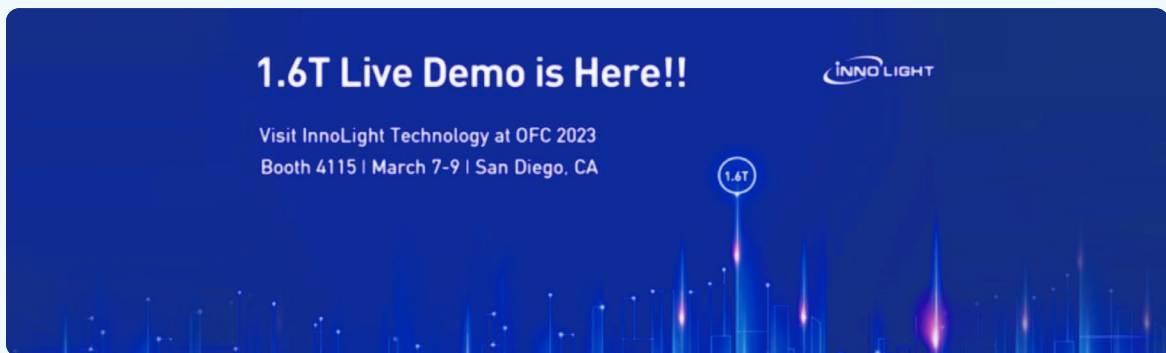 1.6T Live Demo is Here!!
INNOLIGHT
Visit InnoLight Technology at OFC 2023
Booth 4115 | March 7-9 | San Diego, CA
1.6T